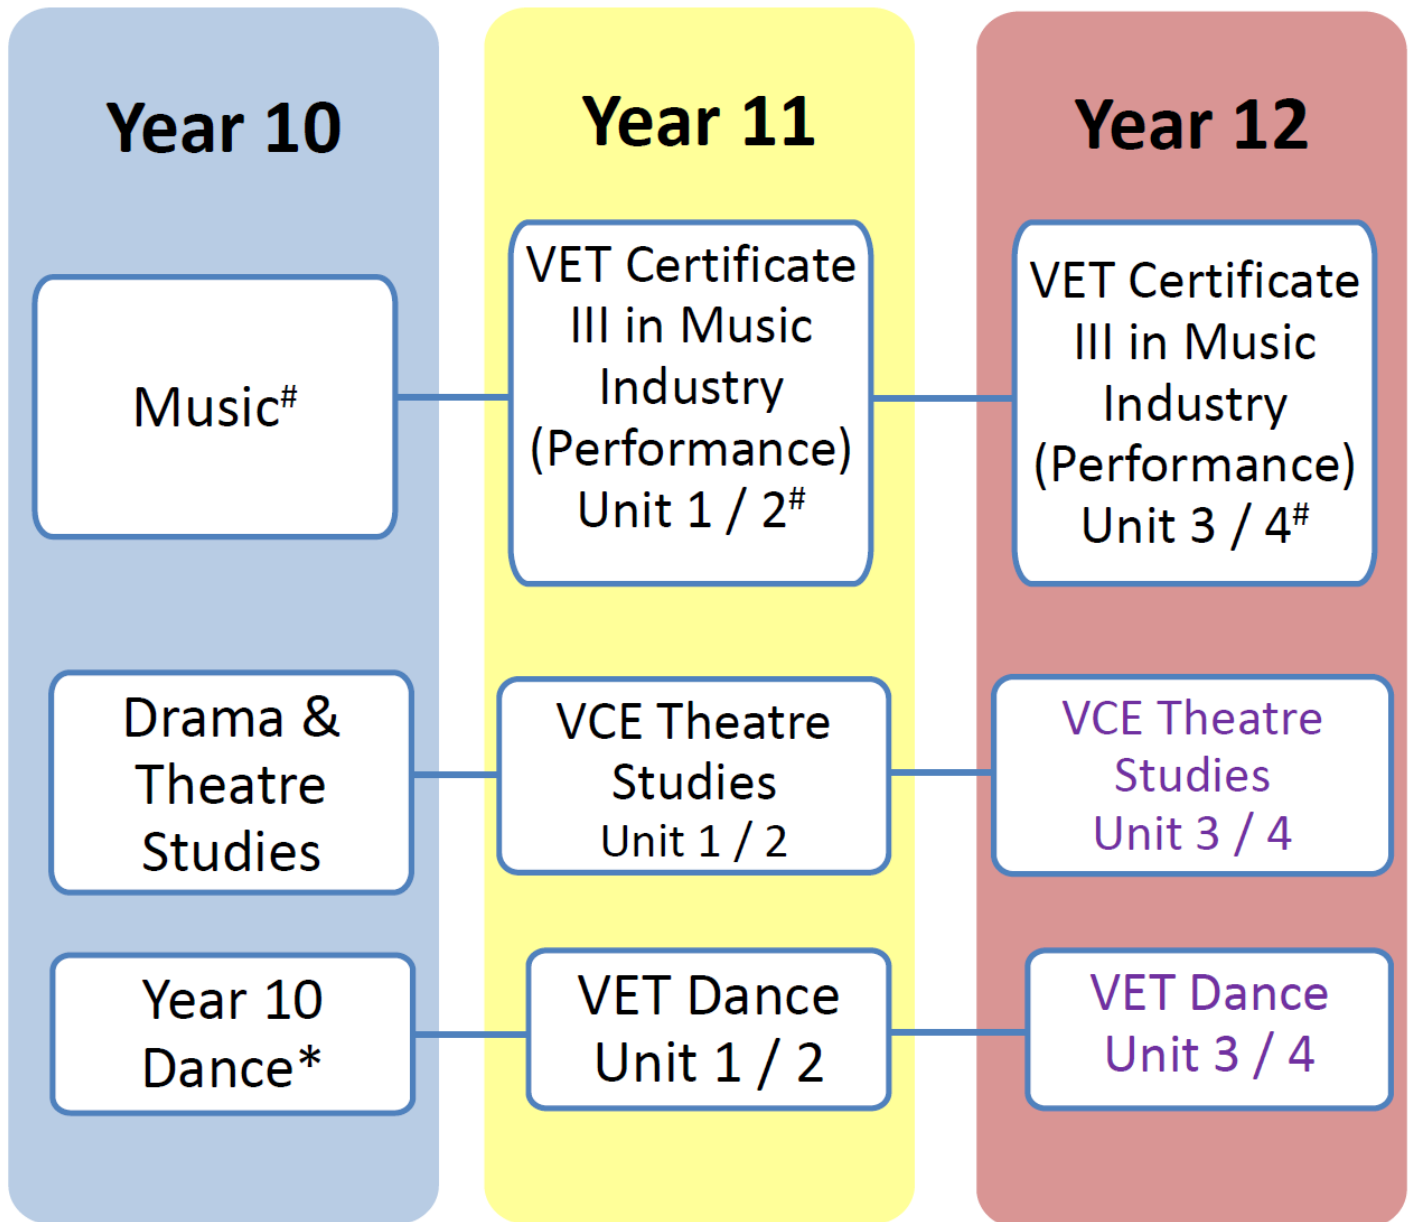 Year 10
Music#
Drama &
Theatre
Studies
Year 10
Dance*
Year 11
VET Certificate
III in Music
Industry
(Performance)
Unit 1 / 2#
VCE Theatre
Studies
Unit 1 / 2
VET Dance
Unit 1 / 2
Year 12
VET Certificate
III in Music
Industry
(Performance)
Unit 3 / 4#
VCE Theatre
Studies
Unit 3 / 4
VET Dance
Unit 3 / 4